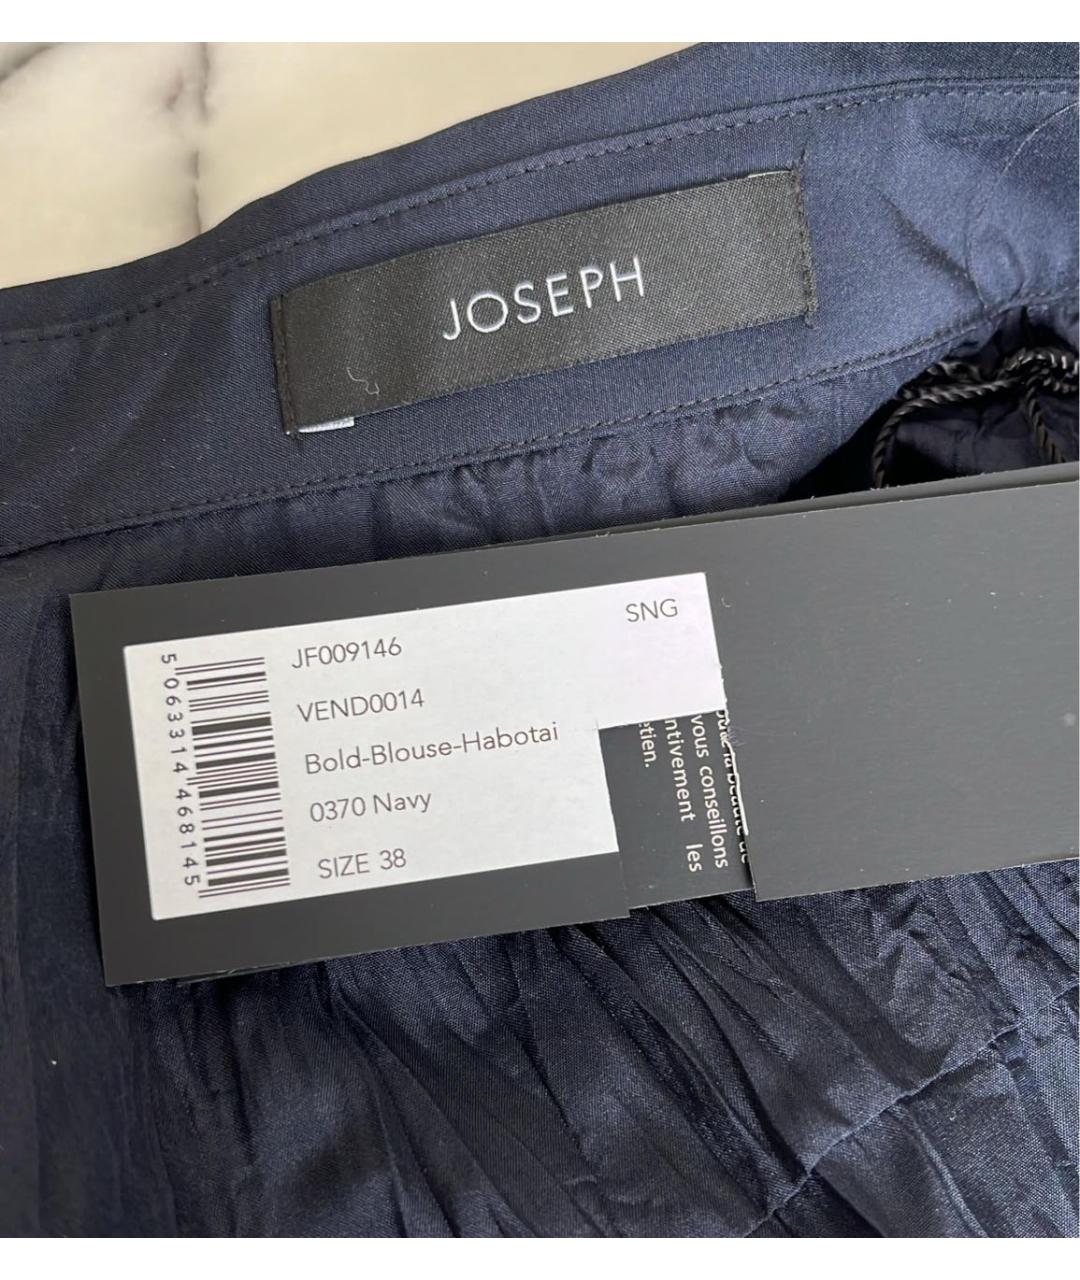 JOSEPH
SNG
JF009146
VEND0014
Bold-Blouse-Habotai
0370 Navy
SIZE 38
5063314468145
vous conseillons
ntivement les
etien.